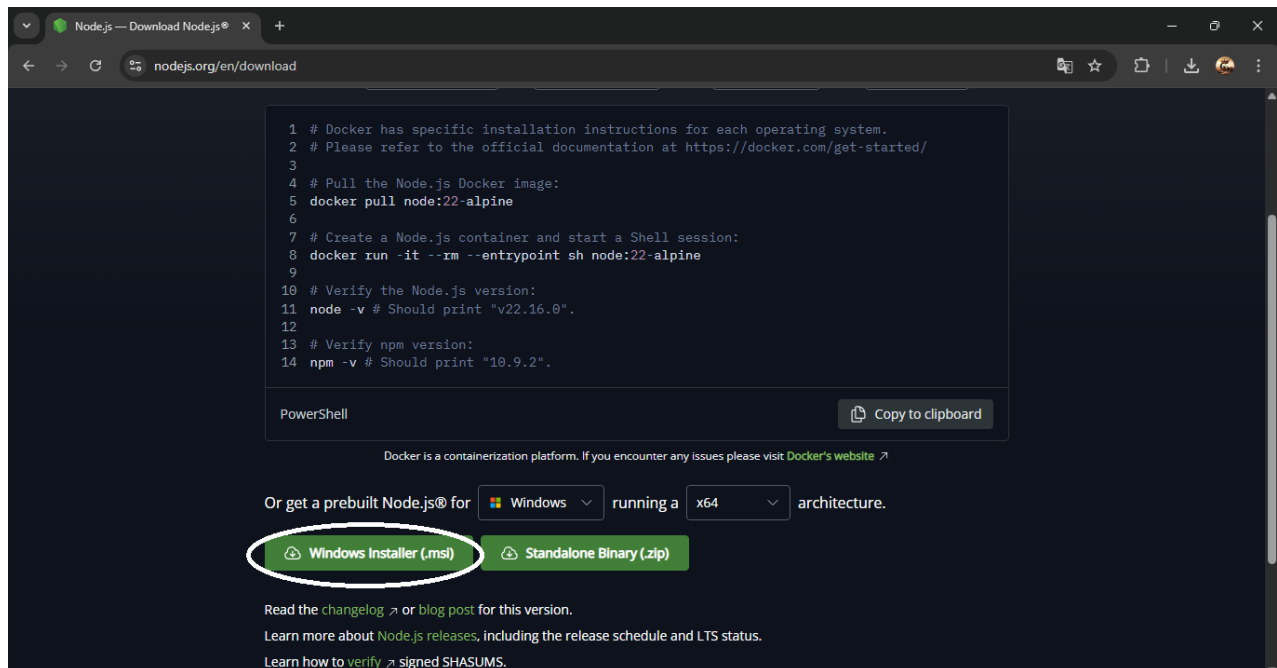 Node.js — Download Node.js®
nodejs.org/en/download
1 # Docker has specific installation instructions for each operating system.
2 # Please refer to the official documentation at https://docker.com/get-started/
3
4 # Pull the Node.js Docker image:
5 docker pull node:22-alpine
6
7 # Create a Node.js container and start a Shell session:
8 docker run -it --rm --entrypoint sh node:22-alpine
9
10 # Verify the Node.js version:
11 node -v # Should print "v22.16.0".
12
13 # Verify npm version:
14 npm -v # Should print "10.9.2".
PowerShell Copy to clipboard
Docker is a containerization platform. If you encounter any issues please visit Docker's website ↗
Or get a prebuilt Node.js® for Windows running a x64 architecture.
Windows Installer (.msi) Standalone Binary (.zip)
Read the changelog ↗ or blog post for this version.
Learn more about Node.js releases, including the release schedule and LTS status.
Learn how to verify ↗ signed SHASUMS.